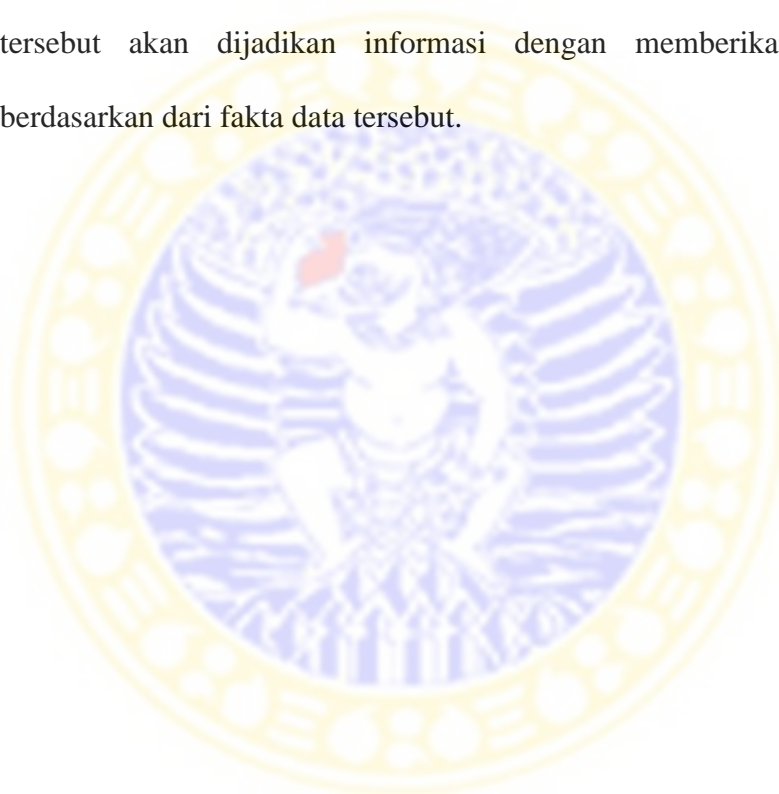 tersebut akan dijadikan informasi dengan memberika
berdasarkan dari fakta data tersebut.